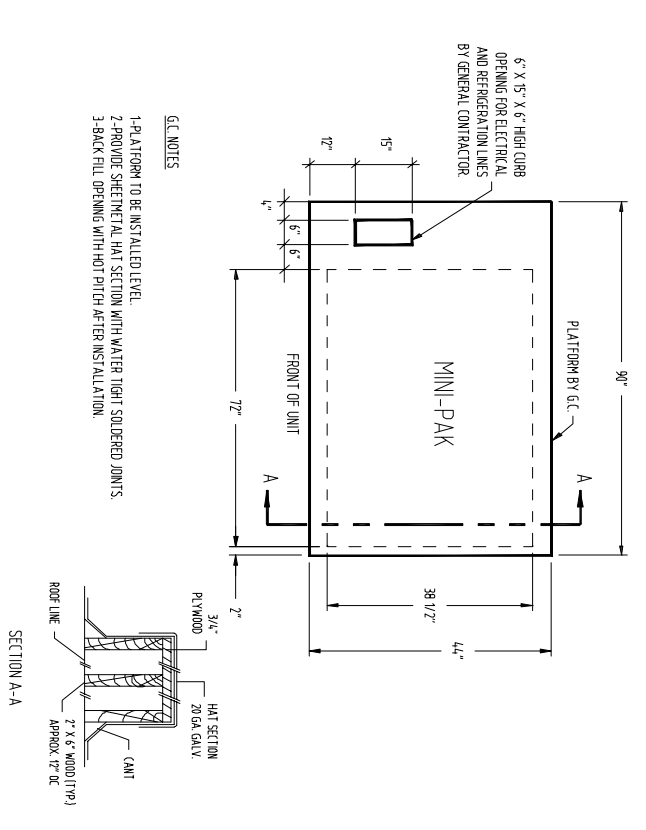 90"
PLATFORM BY G.C.
6" X 15" X 6" HIGH CURB
OPENING FOR ELECTRICAL
AND REFRIGERATION LINES
BY GENERAL CONTRACTOR
MINI-PAK
A
A
38 1/2"
44"
15"
12"
4"
6"
6"
FRONT OF UNIT
72"
2"
G.C. NOTES
1-PLATFORM TO BE INSTALLED LEVEL.
2-PROVIDE SHEETMETAL HAT SECTION WITH WATER TIGHT SOLDERED JOINTS.
3-BACK FILL OPENING WITH HOT PITCH AFTER INSTALLATION.
3/4"
PLYWOOD
HAT SECTION
20 GA. GALV.
CANT
ROOF LINE
2" X 6" WOOD (TYP.)
APPROX. 12" OC
SECTION A-A